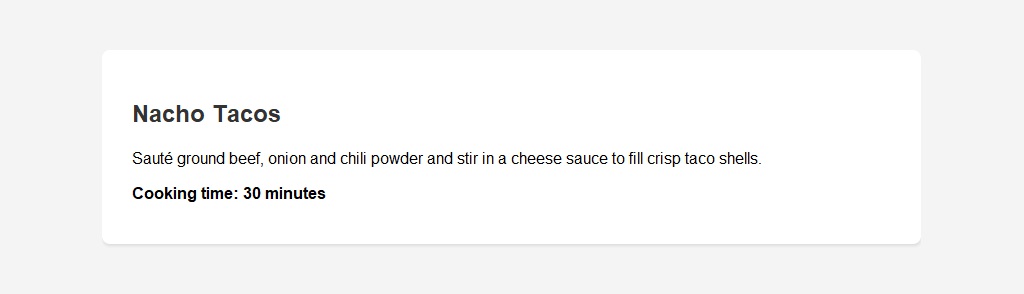 Nacho Tacos
Sauté ground beef, onion and chili powder and stir in a cheese sauce to fill crisp taco shells.
Cooking time: 30 minutes